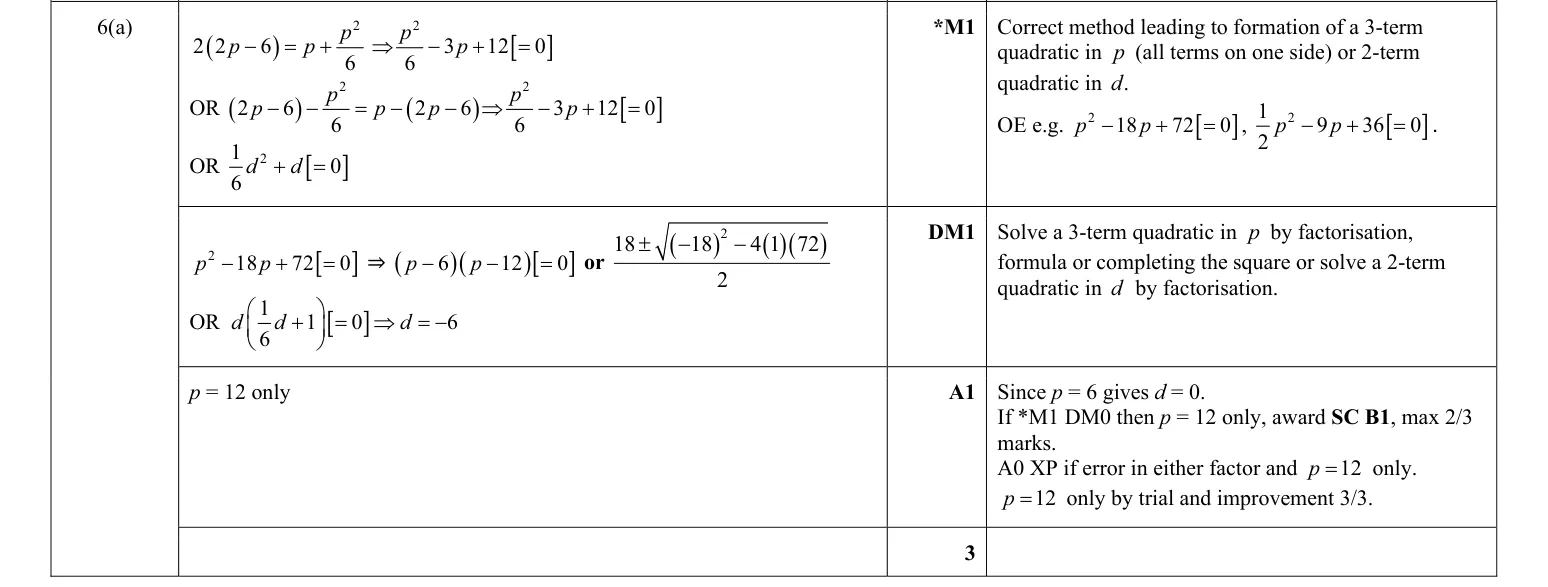 6(a)
2(2p − 6) = p + p²/6 ⇒ p²/6 − 3p + 12[= 0]
OR (2p − 6) − p²/6 = p − (2p − 6) ⇒ p²/6 − 3p + 12[= 0]
OR 1/6 d² + d[= 0]
*M1
Correct method leading to formation of a 3-term
quadratic in p (all terms on one side) or 2-term
quadratic in d.
OE e.g. p² − 18p + 72[= 0], 1/2 p² − 9p + 36[= 0].
p² − 18p + 72[= 0] ⇒ (p − 6)(p − 12)[= 0] or (18 ± √((−18)² − 4(1)(72)))/2
OR d(1/6 d + 1)[= 0] ⇒ d = −6
DM1
Solve a 3-term quadratic in p by factorisation,
formula or completing the square or solve a 2-term
quadratic in d by factorisation.
p = 12 only
A1
Since p = 6 gives d = 0.
If *M1 DM0 then p = 12 only, award SC B1, max 2/3
marks.
A0 XP if error in either factor and p = 12 only.
p = 12 only by trial and improvement 3/3.
3